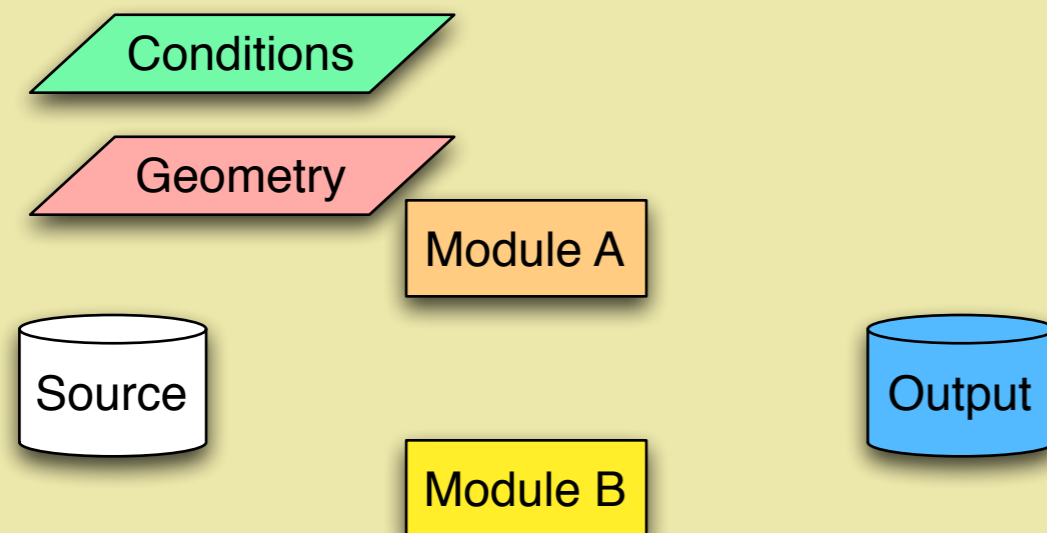 Conditions
Geometry
Module A
Source
Output
Module B